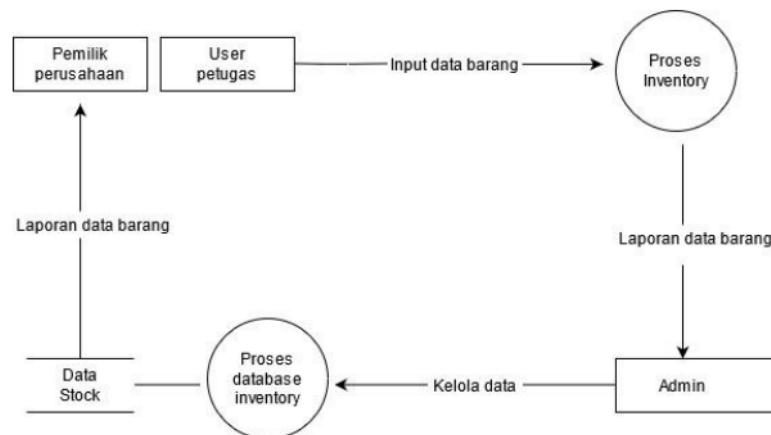 Pemilik
perusahaan
User
petugas
Input data barang
Proses
Inventory
Laporan data barang
Laporan data barang
Data
Stock
Proses
database
inventory
Kelola data
Admin